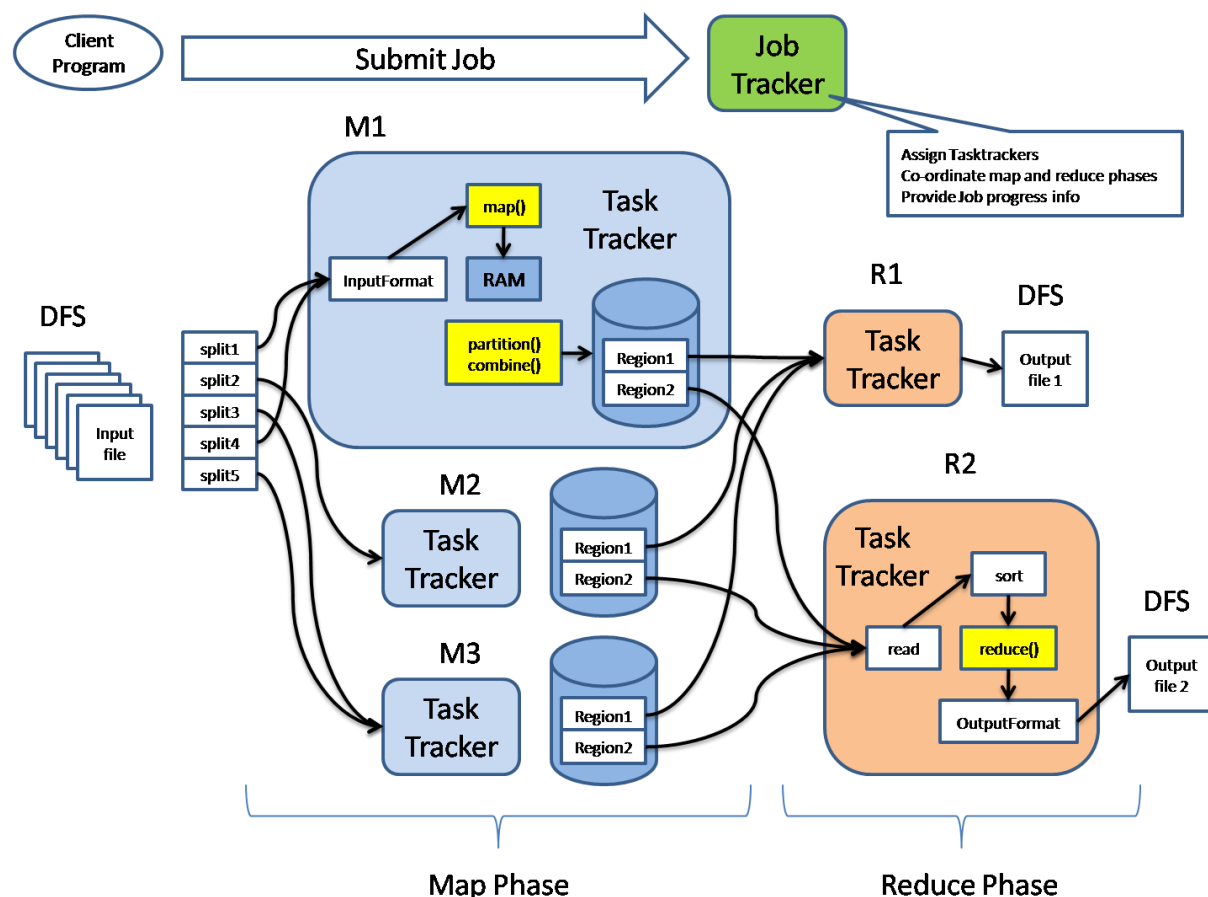 Client
Program
Submit Job
Job
Tracker
Assign Tasktrackers
Co-ordinate map and reduce phases
Provide Job progress info
M1
Task
Tracker
map()
InputFormat
RAM
partition()
combine()
Region1
Region2
DFS
Input
file
split1
split2
split3
split4
split5
M2
Task
Tracker
Region1
Region2
M3
Task
Tracker
Region1
Region2
R1
Task
Tracker
DFS
Output
file 1
R2
Task
Tracker
sort
read
reduce()
OutputFormat
DFS
Output
file 2
Map Phase
Reduce Phase